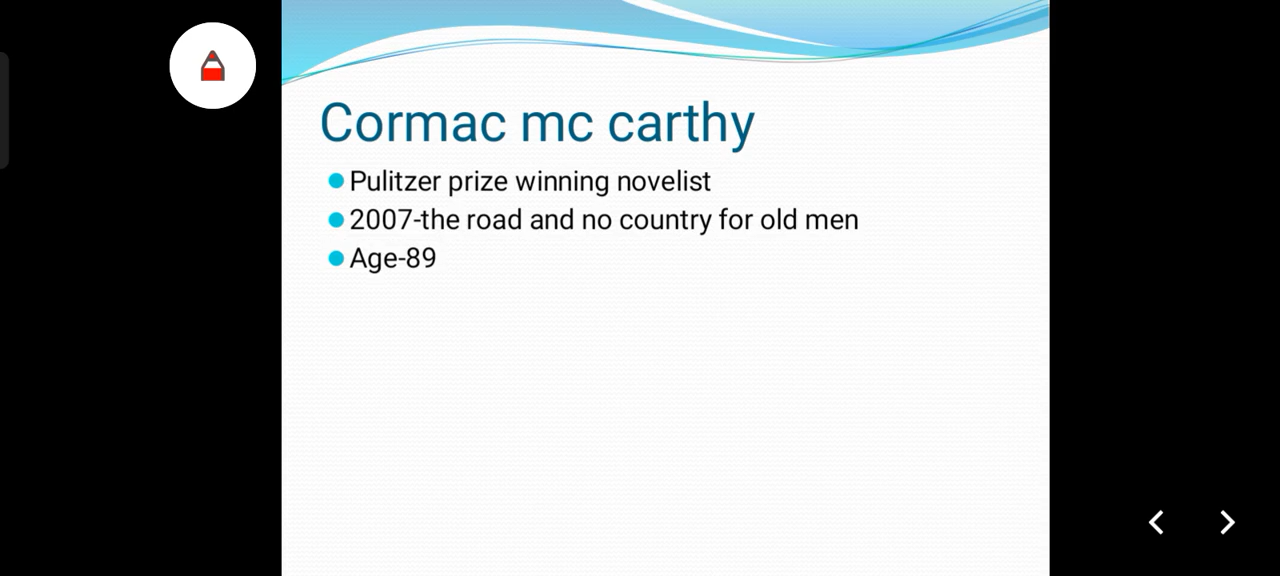 Cormac mc carthy
Pulitzer prize winning novelist
2007-the road and no country for old men
Age-89